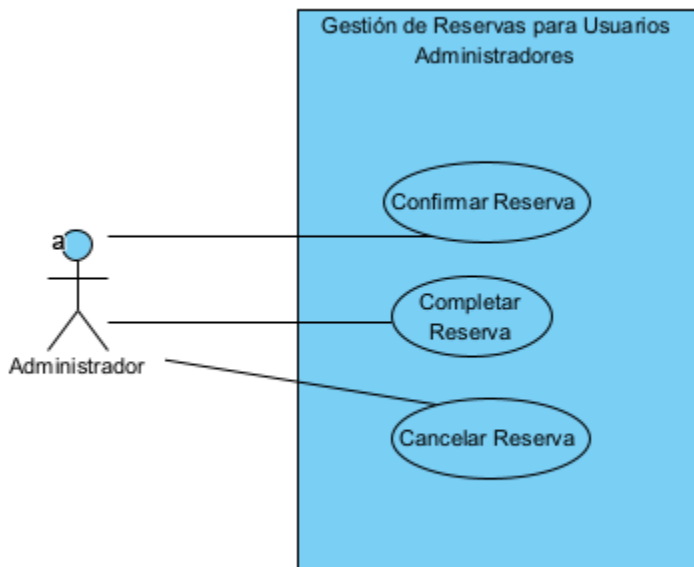 Gestión de Reservas para Usuarios
Administradores
Confirmar Reserva
a
Completar
Reserva
Administrador
Cancelar Reserva